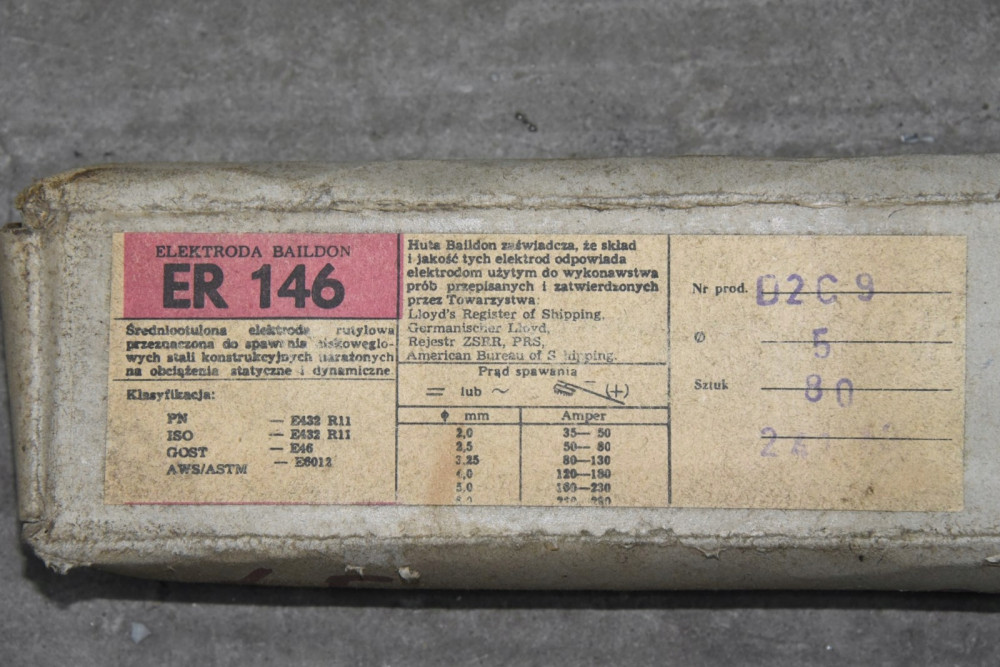 ELEKTRODA BAILDON
ER 146
Średniootulona elektroda rutylowa
przeznaczona do spawania niskowęglo-
wych stali konstrukcyjnych narażonych
na obciążenia statyczne i dynamiczne
Klasyfikacja:
PN — E432 R11
ISO — E432 R11
GOST — E46
AWS/ASTM — E6012
Huta Baildon zaświadcza, że skład
i jakość tych elektrod odpowiada
elektrodom użytym do wykonawstwa
prób przepisanych i zatwierdzonych
przez Towarzystwa:
Lloyd's Register of Shipping,
Germanischer Lloyd,
Rejestr ZSRR, PRS,
American Bureau of Shipping.
Prąd spawania
= lub ~ − (+)
ϕ mm Amper
2,0 35— 50
2,5 50— 80
3,25 80—130
4,0 120—180
5,0 160—230
Nr prod. D2C9
Ø 5
Sztuk 80